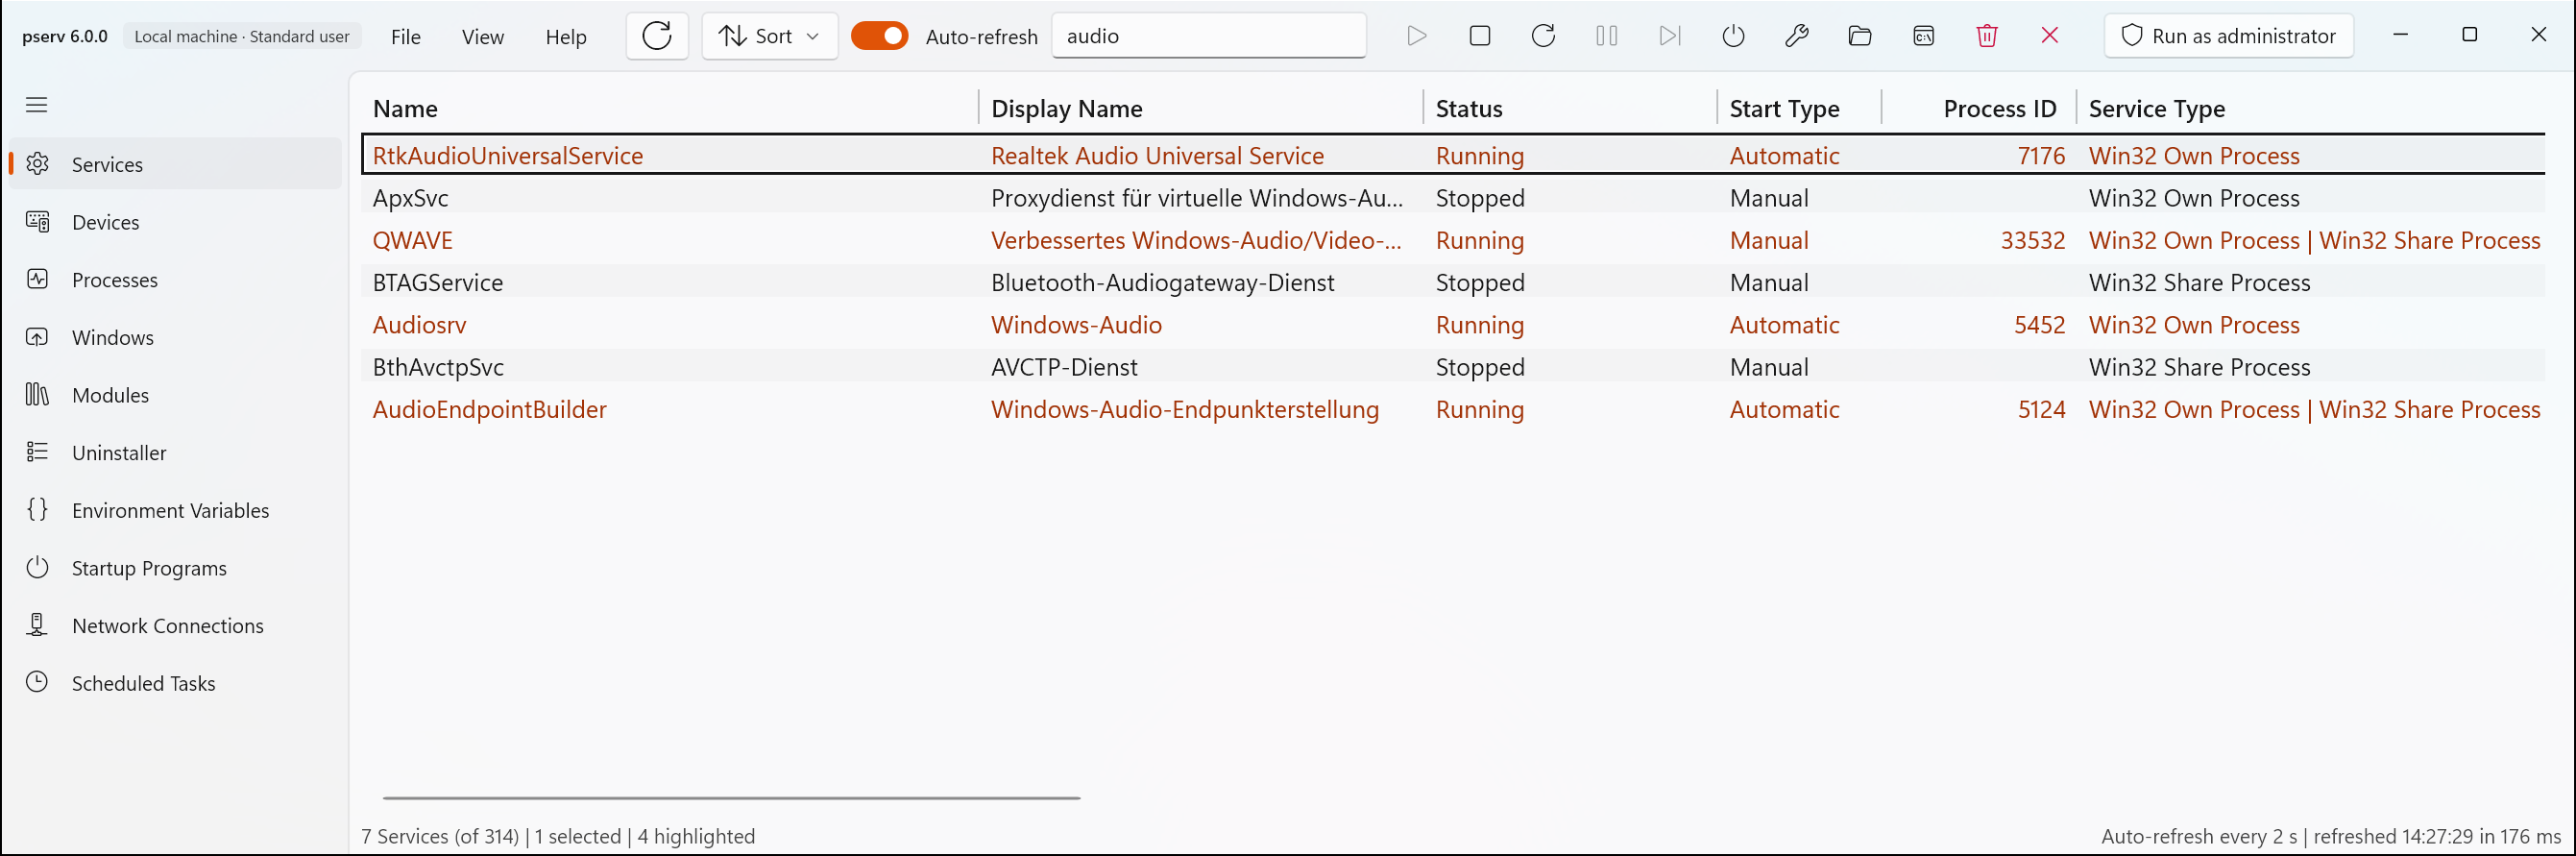 pserv 6.0.0 Local machine · Standard user File View Help Sort Auto-refresh audio Run as administrator
Name Display Name Status Start Type Process ID Service Type
RtkAudioUniversalService Realtek Audio Universal Service Running Automatic 7176 Win32 Own Process
ApxSvc Proxydienst für virtuelle Windows-Au... Stopped Manual Win32 Own Process
QWAVE Verbessertes Windows-Audio/Video-... Running Manual 33532 Win32 Own Process | Win32 Share Process
BTAGService Bluetooth-Audiogateway-Dienst Stopped Manual Win32 Share Process
Audiosrv Windows-Audio Running Automatic 5452 Win32 Own Process
BthAvctpSvc AVCTP-Dienst Stopped Manual Win32 Share Process
AudioEndpointBuilder Windows-Audio-Endpunkterstellung Running Automatic 5124 Win32 Own Process | Win32 Share Process
Services
Devices
Processes
Windows
Modules
Uninstaller
Environment Variables
Startup Programs
Network Connections
Scheduled Tasks
7 Services (of 314) | 1 selected | 4 highlighted
Auto-refresh every 2 s | refreshed 14:27:29 in 176 ms